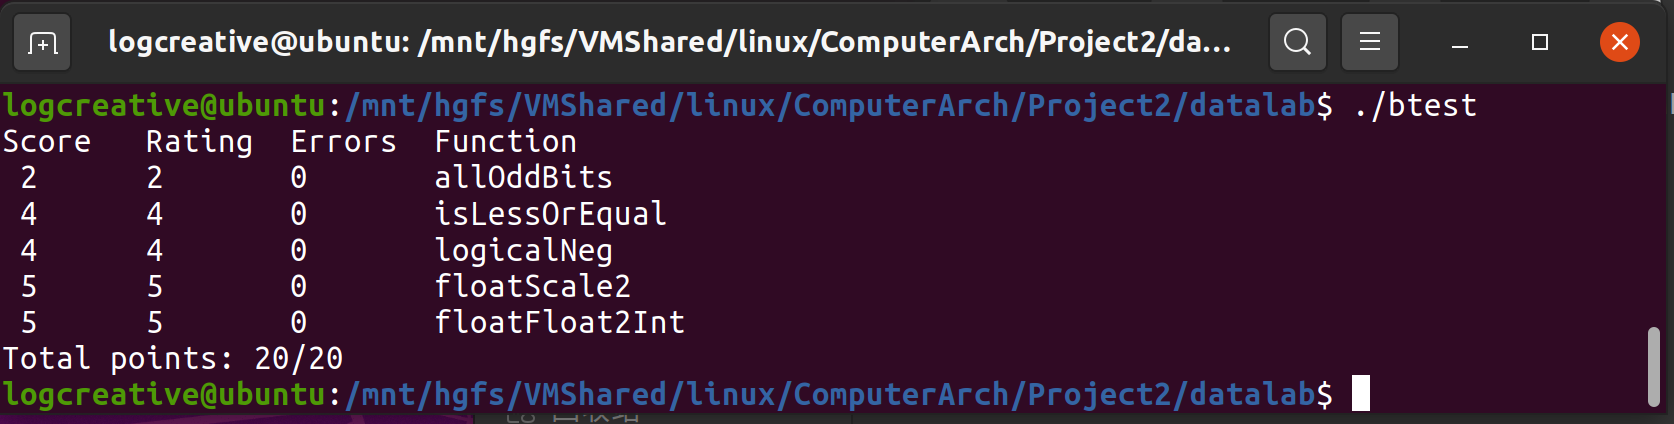 logcreative@ubuntu: /mnt/hgfs/VMShared/linux/ComputerArch/Project2/da...
logcreative@ubuntu:/mnt/hgfs/VMShared/linux/ComputerArch/Project2/datalab$ ./btest
Score Rating Errors Function
2 2 0 allOddBits
4 4 0 isLessOrEqual
4 4 0 logicalNeg
5 5 0 floatScale2
5 5 0 floatFloat2Int
Total points: 20/20
logcreative@ubuntu:/mnt/hgfs/VMShared/linux/ComputerArch/Project2/datalab$